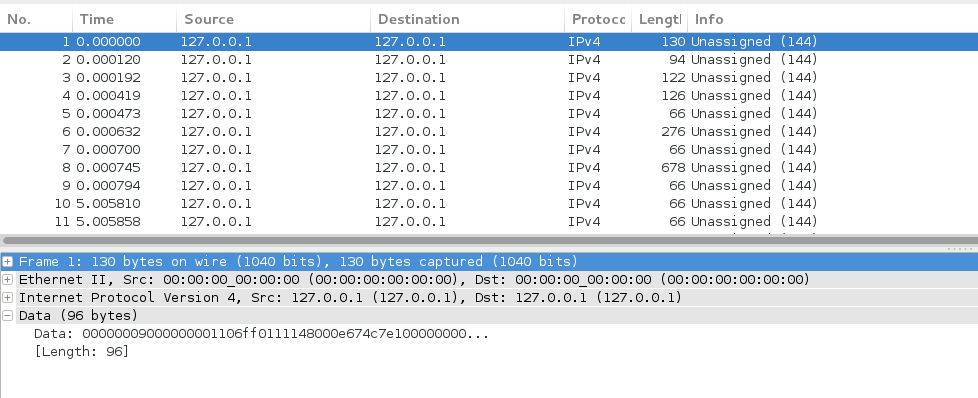 No. Time Source Destination Protocc Lengtl Info
1 0.000000 127.0.0.1 127.0.0.1 IPv4 130 Unassigned (144)
2 0.000120 127.0.0.1 127.0.0.1 IPv4 94 Unassigned (144)
3 0.000192 127.0.0.1 127.0.0.1 IPv4 122 Unassigned (144)
4 0.000419 127.0.0.1 127.0.0.1 IPv4 126 Unassigned (144)
5 0.000473 127.0.0.1 127.0.0.1 IPv4 66 Unassigned (144)
6 0.000632 127.0.0.1 127.0.0.1 IPv4 276 Unassigned (144)
7 0.000700 127.0.0.1 127.0.0.1 IPv4 66 Unassigned (144)
8 0.000745 127.0.0.1 127.0.0.1 IPv4 678 Unassigned (144)
9 0.000794 127.0.0.1 127.0.0.1 IPv4 66 Unassigned (144)
10 5.005810 127.0.0.1 127.0.0.1 IPv4 66 Unassigned (144)
11 5.005858 127.0.0.1 127.0.0.1 IPv4 66 Unassigned (144)
Frame 1: 130 bytes on wire (1040 bits), 130 bytes captured (1040 bits)
Ethernet II, Src: 00:00:00_00:00:00 (00:00:00:00:00:00), Dst: 00:00:00_00:00:00 (00:00:00:00:00:00)
Internet Protocol Version 4, Src: 127.0.0.1 (127.0.0.1), Dst: 127.0.0.1 (127.0.0.1)
Data (96 bytes)
Data: 00000009000000001106ff0111148000e674c7e100000000...
[Length: 96]